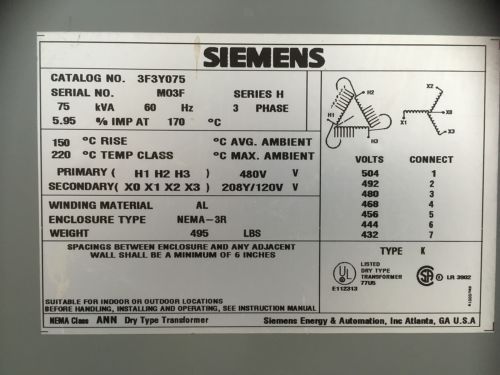 SIEMENS
CATALOG NO. 3F3Y075
SERIAL NO. M03F SERIES H
75 kVA 60 Hz 3 PHASE
5.95 % IMP AT 170 °C
150 °C RISE °C AVG. AMBIENT
220 °C TEMP CLASS °C MAX. AMBIENT
PRIMARY ( H1 H2 H3 ) 480V V
SECONDARY( X0 X1 X2 X3 ) 208Y/120V V
WINDING MATERIAL AL
ENCLOSURE TYPE NEMA-3R
WEIGHT 495 LBS
SPACINGS BETWEEN ENCLOSURE AND ANY ADJACENT
WALL SHALL BE A MINIMUM OF 6 INCHES
SUITABLE FOR INDOOR OR OUTDOOR LOCATIONS
BEFORE HANDLING, INSTALLING AND OPERATING, SEE INSTRUCTION MANUAL
NEMA Class ANN Dry Type Transformer
H1 H2 H3
X1 X2 X0 X3
VOLTS CONNECT
504 1
492 2
480 3
468 4
456 5
444 6
432 7
TYPE K
UL
LISTED
DRY TYPE
TRANSFORMER
77U5
E112313
LR 3902
Siemens Energy & Automation, Inc Atlanta, GA U.S.A